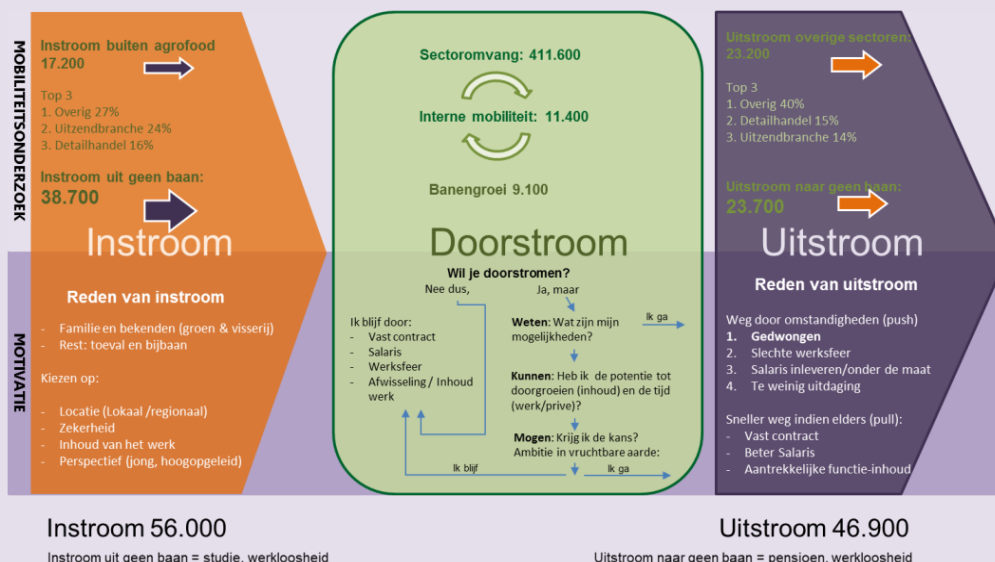 MOBILITEITSONDERZOEK
Instroom buiten agrofood
17.200
Top 3
1. Overig 27%
2. Uitzendbranche 24%
3. Detailhandel 16%
Instroom uit geen baan:
38.700
Instroom
Sectoromvang: 411.600
Interne mobiliteit: 11.400
Banengroei 9.100
Doorstroom
Uitstroom overige sectoren:
23.200
Top 3
1. Overig 40%
2. Detailhandel 15%
3. Uitzendbranche 14%
Uitstroom naar geen baan:
23.700
Uitstroom
MOTIVATIE
Reden van instroom
- Familie en bekenden (groen & visserij)
- Rest: toeval en bijbaan
Kiezen op:
- Locatie (Lokaal /regionaal)
- Zekerheid
- Inhoud van het werk
- Perspectief (jong, hoogopgeleid)
Wil je doorstromen?
Nee dus,
Ja, maar
Ik blijf door:
- Vast contract
- Salaris
- Werksfeer
- Afwisseling / Inhoud
werk
Weten: Wat zijn mijn
mogelijkheden?
Ik ga
Kunnen: Heb ik de potentie tot
doorgroeien (inhoud) en de tijd
(werk/prive)?
Mogen: Krijg ik de kans?
Ambitie in vruchtbare aarde:
Ik blijf
Ik ga
Reden van uitstroom
Weg door omstandigheden (push)
1. Gedwongen
2. Slechte werksfeer
3. Salaris inleveren/onder de maat
4. Te weinig uitdaging
Sneller weg indien elders (pull):
- Vast contract
- Beter Salaris
- Aantrekkelijke functie-inhoud
Instroom 56.000
Instroom uit geen baan = studie, werkloosheid
Uitstroom 46.900
Uitstroom naar geen baan = pensioen, werkloosheid